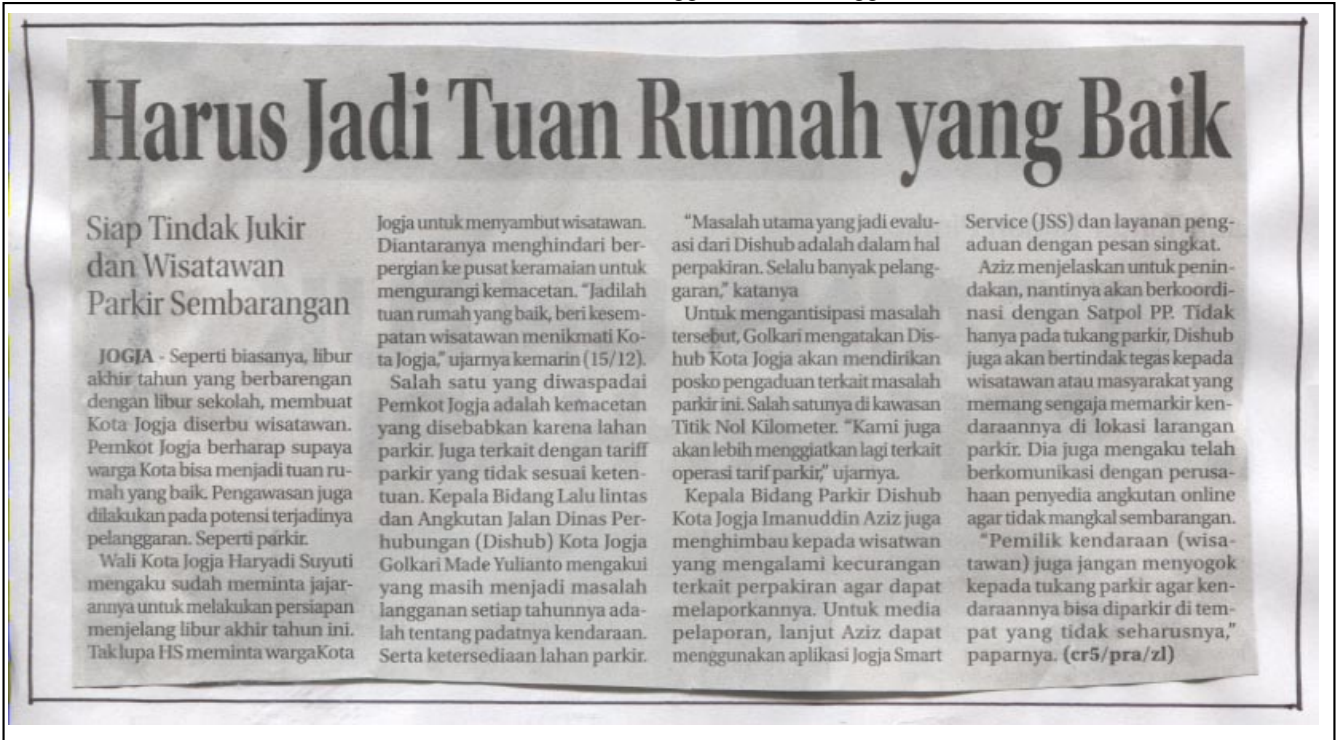 Harus Jadi Tuan Rumah yang Baik
Siap Tindak Jukir
dan Wisatawan
Parkir Sembarangan
JOGJA - Seperti biasanya, libur
akhir tahun yang berbarengan
dengan libur sekolah, membuat
Kota Jogja diserbu wisatawan.
Pemkot Jogja berharap supaya
warga Kota bisa menjadi tuan ru-
mah yang baik. Pengawasan juga
dilakukan pada potensi terjadinya
pelanggaran. Seperti parkir.
Wali Kota Jogja Haryadi Suyuti
mengaku sudah meminta jajar-
annya untuk melakukan persiapan
menjelang libur akhir tahun ini.
Tak lupa HS meminta wargaKota
Jogja untuk menyambut wisatawan.
Diantaranya menghindari ber-
pergian ke pusat keramaian untuk
mengurangi kemacetan. “Jadilah
tuan rumah yang baik, beri kesem-
patan wisatawan menikmati Ko-
ta Jogja,” ujarnya kemarin (15/12).
Salah satu yang diwaspadai
Pemkot Jogja adalah kemacetan
yang disebabkan karena lahan
parkir. Juga terkait dengan tariff
parkir yang tidak sesuai keten-
tuan. Kepala Bidang Lalu lintas
dan Angkutan Jalan Dinas Per-
hubungan (Dishub) Kota Jogja
Golkari Made Yulianto mengakui
yang masih menjadi masalah
langganan setiap tahunnya ada-
lah tentang padatnya kendaraan.
Serta ketersediaan lahan parkir.
“Masalah utama yang jadi evalu-
asi dari Dishub adalah dalam hal
perpakiran. Selalu banyak pelang-
garan,” katanya
Untuk mengantisipasi masalah
tersebut, Golkari mengatakan Dis-
hub Kota Jogja akan mendirikan
posko pengaduan terkait masalah
parkir ini. Salah satunya di kawasan
Titik Nol Kilometer. “Kami juga
akan lebih menggiatkan lagi terkait
operasi tarif parkir,” ujarnya.
Kepala Bidang Parkir Dishub
Kota Jogja Imanuddin Aziz juga
menghimbau kepada wisatwan
yang mengalami kecurangan
terkait perpakiran agar dapat
melaporkannya. Untuk media
pelaporan, lanjut Aziz dapat
menggunakan aplikasi Jogja Smart
Service (JSS) dan layanan peng-
aduan dengan pesan singkat.
Aziz menjelaskan untuk penin-
dakan, nantinya akan berkoordi-
nasi dengan Satpol PP. Tidak
hanya pada tukang parkir, Dishub
juga akan bertindak tegas kepada
wisatawan atau masyarakat yang
memang sengaja memarkir ken-
daraannya di lokasi larangan
parkir. Dia juga mengaku telah
berkomunikasi dengan perusa-
haan penyedia angkutan online
agar tidak mangkal sembarangan.
“Pemilik kendaraan (wisa-
tawan) juga jangan menyogok
kepada tukang parkir agar ken-
daraannya bisa diparkir di tem-
pat yang tidak seharusnya,”
paparnya. (cr5/pra/zl)